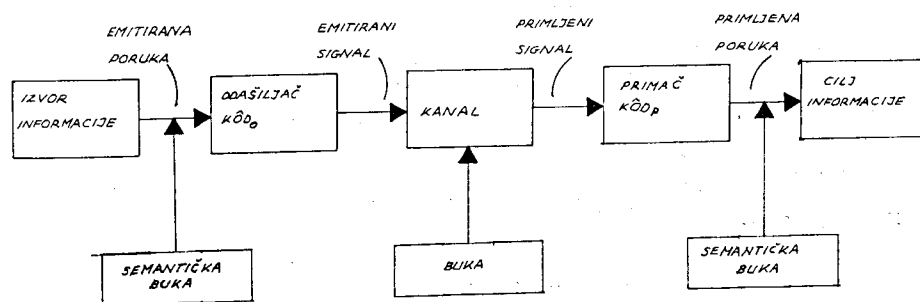 EMITIRANA
PORUKA
EMITIRANI
SIGNAL
PRIMLJENI
SIGNAL
PRIMLJENA
PORUKA
IZVOR
INFORMACIJE
ODAŠILJAČ
KÔDo
KANAL
PRIMAČ
KÔDP
CILJ
INFORMACIJE
SEMANTIČKA
BUKA
BUKA
SEMANTIČKA
BUKA